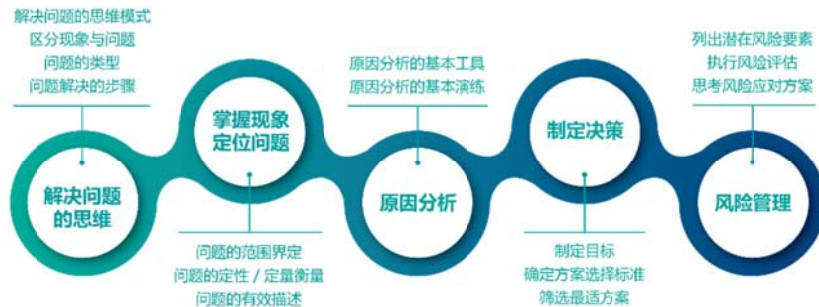 解决问题的思维模式
区分现象与问题
问题的类型
问题解决的步骤
解决问题
的思维
掌握现象
定位问题
问题的范围界定
问题的定性 / 定量衡量
问题的有效描述
原因分析的基本工具
原因分析的基本演练
原因分析
制定决策
制定目标
确定方案选择标准
筛选最适方案
列出潜在风险要素
执行风险评估
思考风险应对方案
风险管理